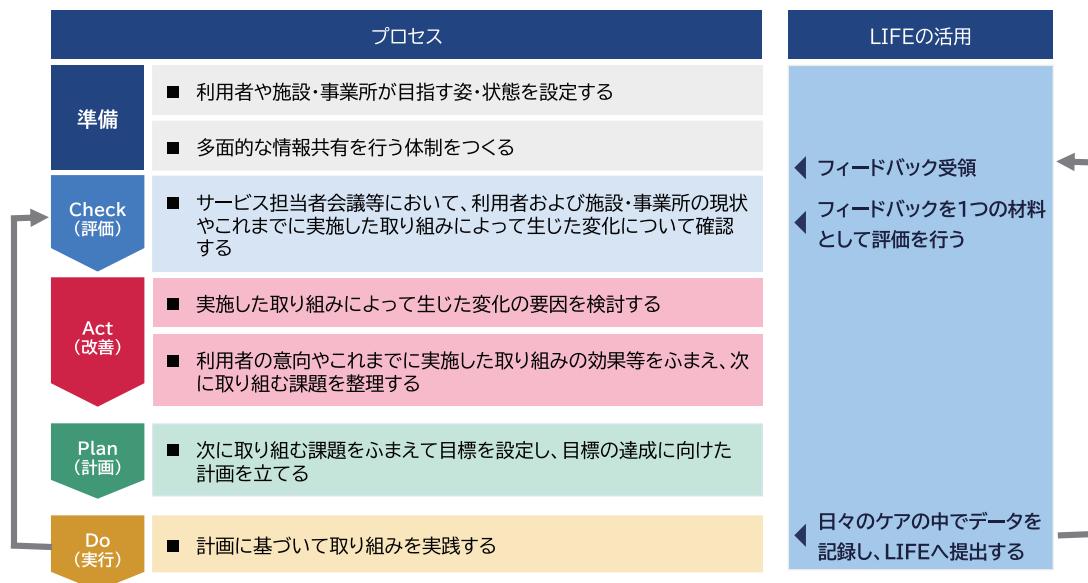 プロセス
LIFEの活用
準備
■ 利用者や施設・事業所が目指す姿・状態を設定する
■ 多面的な情報共有を行う体制をつくる
フィードバック受領
Check
（評価）
■ サービス担当者会議等において、利用者および施設・事業所の現状
やこれまでに実施した取り組みによって生じた変化について確認
する
フィードバックを1つの材料
として評価を行う
Act
（改善）
■ 実施した取り組みによって生じた変化の要因を検討する
■ 利用者の意向やこれまでに実施した取り組みの効果等をふまえ、次
に取り組む課題を整理する
Plan
（計画）
■ 次に取り組む課題をふまえて目標を設定し、目標の達成に向けた
計画を立てる
Do
（実行）
■ 計画に基づいて取り組みを実践する
日々のケアの中でデータを
記録し、LIFEへ提出する